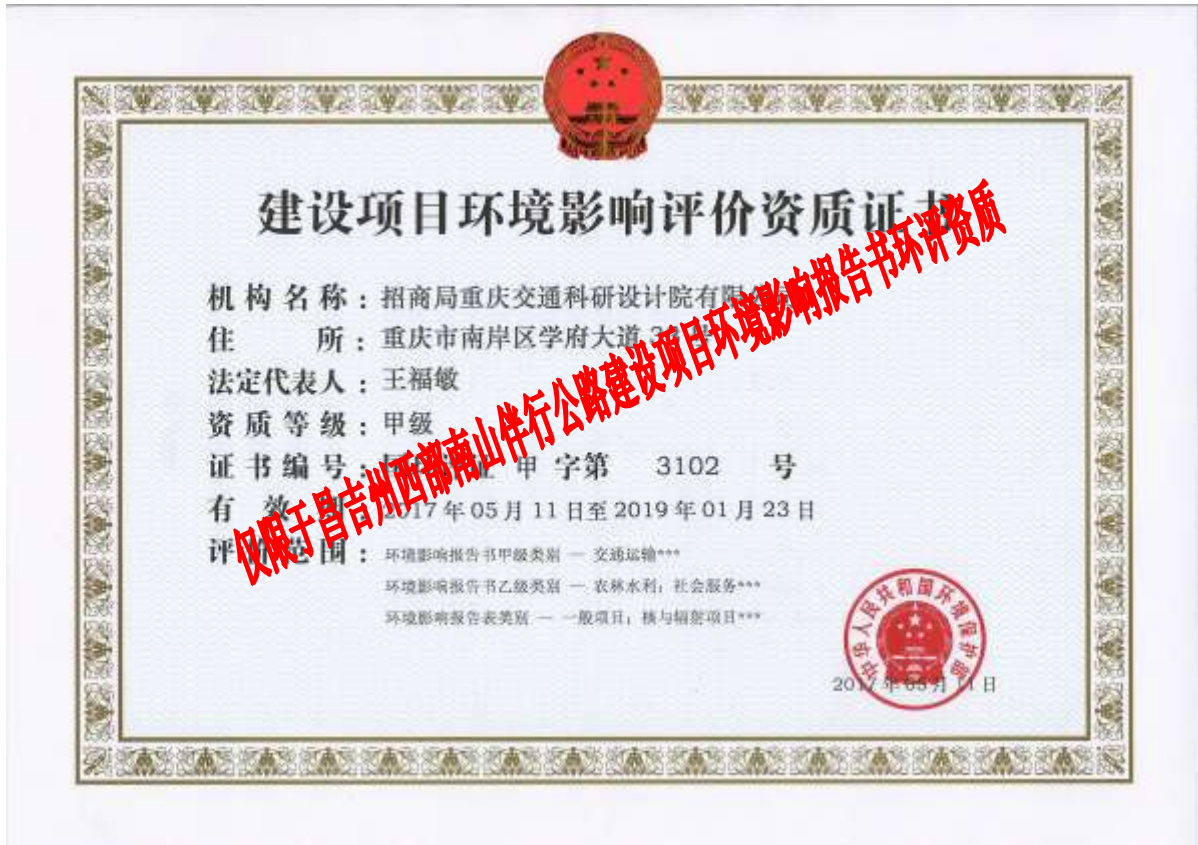 建设项目环境影响评价资质证书
机构名称：招商局重庆交通科研设计院有限公司
住所：重庆市南岸区学府大道33号
法定代表人：王福敏
资质等级：甲级
证书编号：国环评证 甲 字第 3102 号
有效期：2017年05月11日至2019年01月23日
评价范围：环境影响报告书甲级类别 — 交通运输***
环境影响报告书乙级类别 — 农林水利；社会服务***
环境影响报告表类别 — 一般项目；核与辐射项目***
仅限于昌吉州西部南山伴行公路建设项目环境影响报告书环评资质
中华人民共和国环境保护部
2017年05月11日